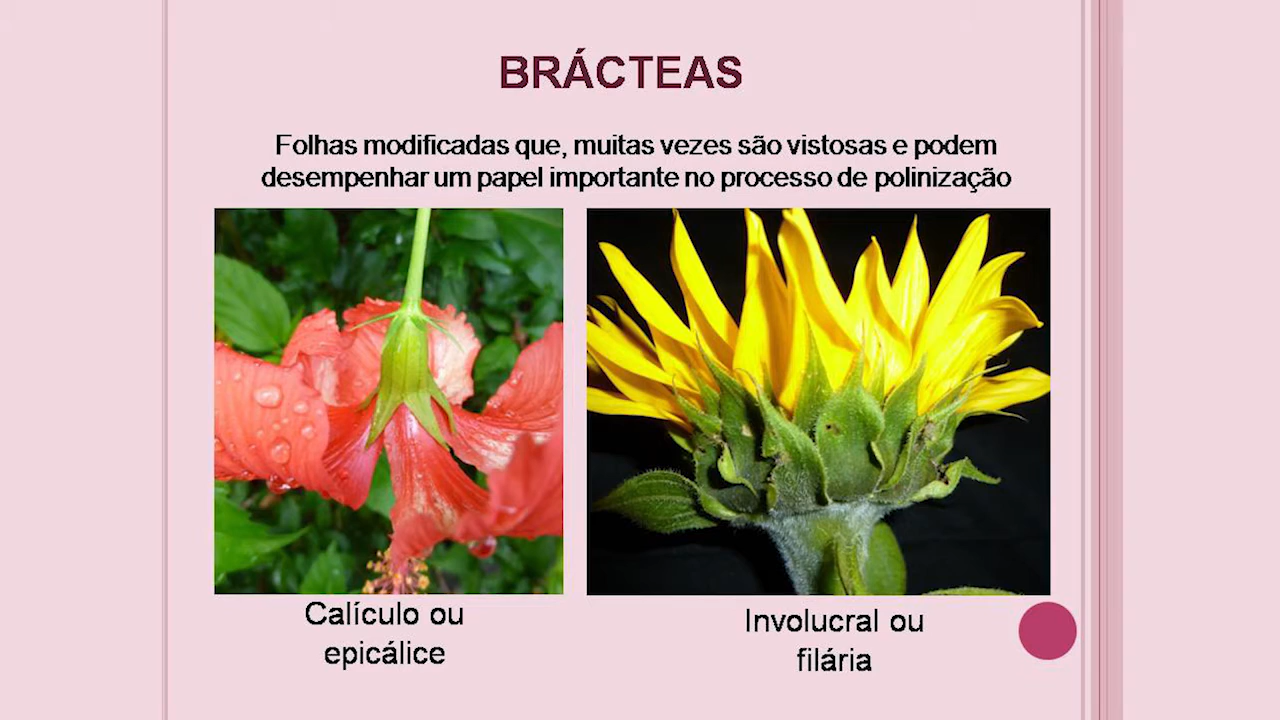 BRÁCTEAS
Folhas modificadas que, muitas vezes são vistosas e podem
desempenhar um papel importante no processo de polinização
Calículo ou
epicálice
Involucral ou
filária